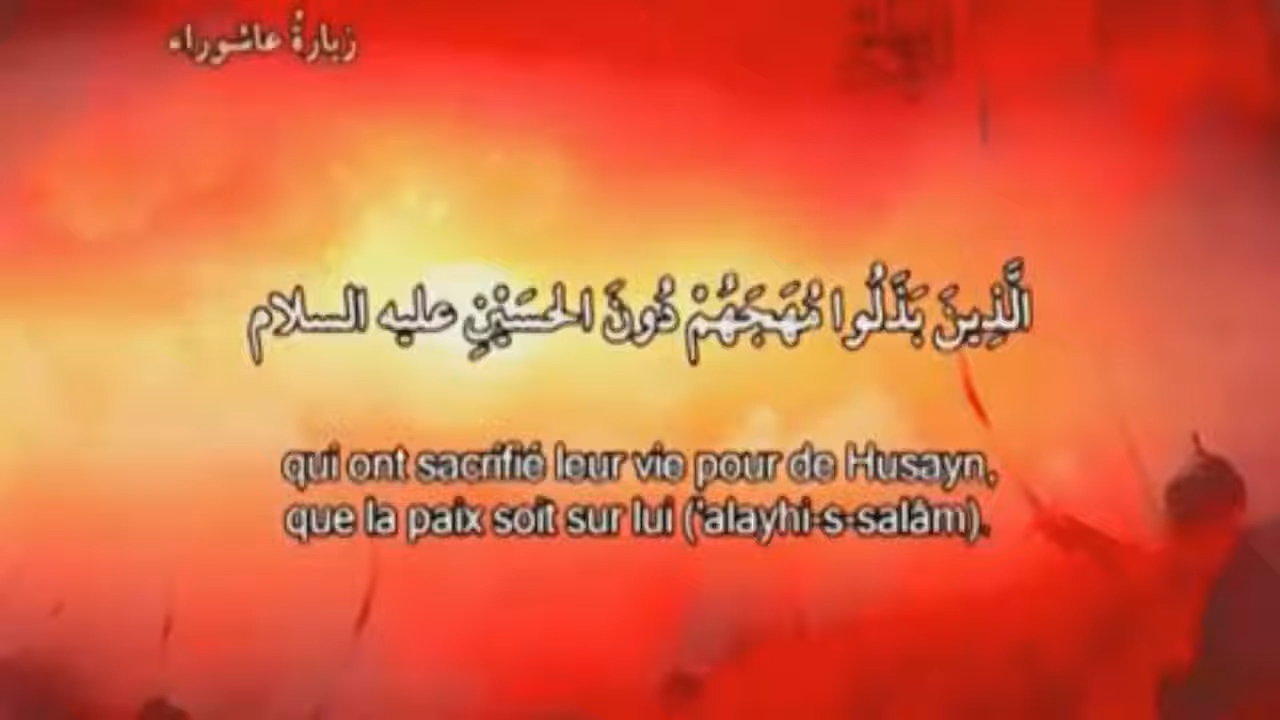 زيارةُ عاشوراء
الَّذِينَ بَذَلُوا مُهَجَهُمْ دُونَ الحُسَيْنِ عليه السلام
qui ont sacrifié leur vie pour de Husayn,
que la paix soit sur lui ('alayhi-s-salâm).